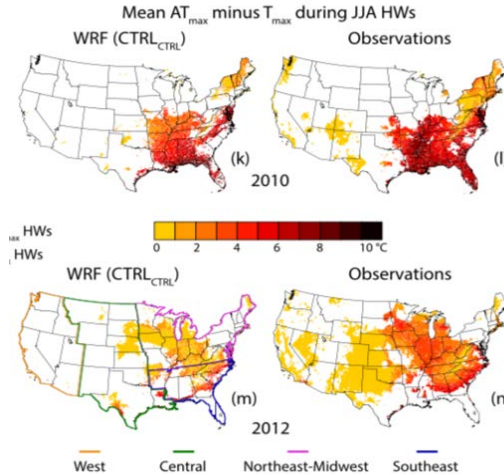 Mean ATmax minus Tmax during JJA HWs
WRF (CTRLCTRL) Observations
(k) (l
2010
max HWs
0 2 4 6 8 10 °C
HWs
WRF (CTRLCTRL) Observations
(m) (n
2012
West Central Northeast-Midwest Southeast